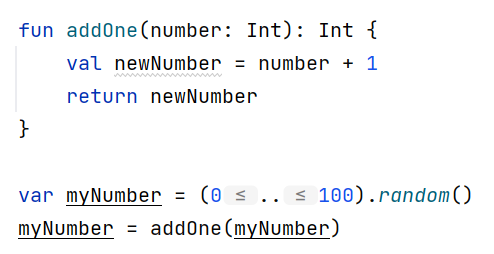 fun addOne(number: Int): Int {
    val newNumber = number + 1
    return newNumber
}

var myNumber = (0 ≤ .. ≤ 100).random()
myNumber = addOne(myNumber)